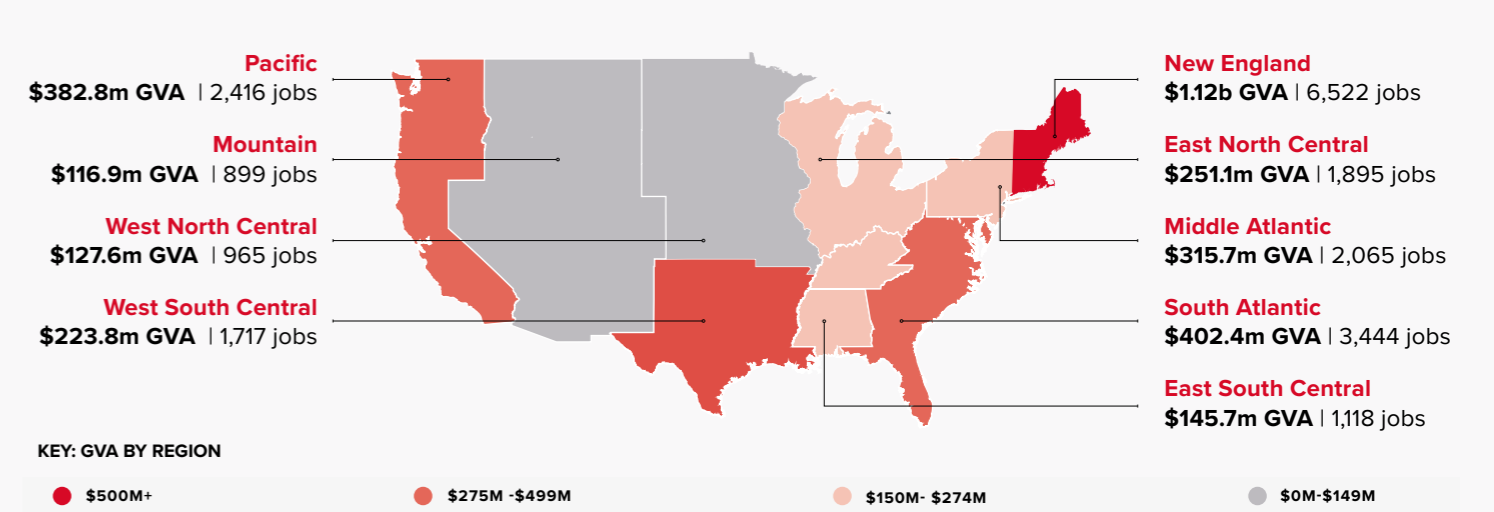 Pacific
$382.8m GVA | 2,416 jobs
Mountain
$116.9m GVA | 899 jobs
West North Central
$127.6m GVA | 965 jobs
West South Central
$223.8m GVA | 1,717 jobs
New England
$1.12b GVA | 6,522 jobs
East North Central
$251.1m GVA | 1,895 jobs
Middle Atlantic
$315.7m GVA | 2,065 jobs
South Atlantic
$402.4m GVA | 3,444 jobs
East South Central
$145.7m GVA | 1,118 jobs
KEY: GVA BY REGION
$500M+
$275M -$499M
$150M- $274M
$0M-$149M